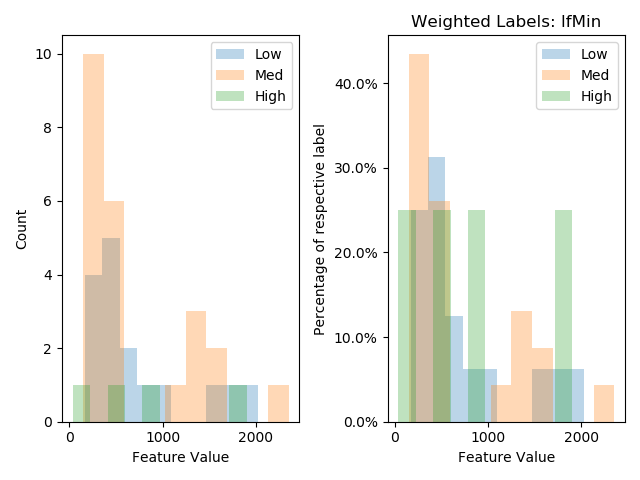 Count
10
8
6
4
2
0
0
1000
2000
Feature Value
Low
Med
High
Weighted Labels: lfMin
Percentage of respective label
40.0%
30.0%
20.0%
10.0%
0.0%
0
1000
2000
Feature Value
Low
Med
High